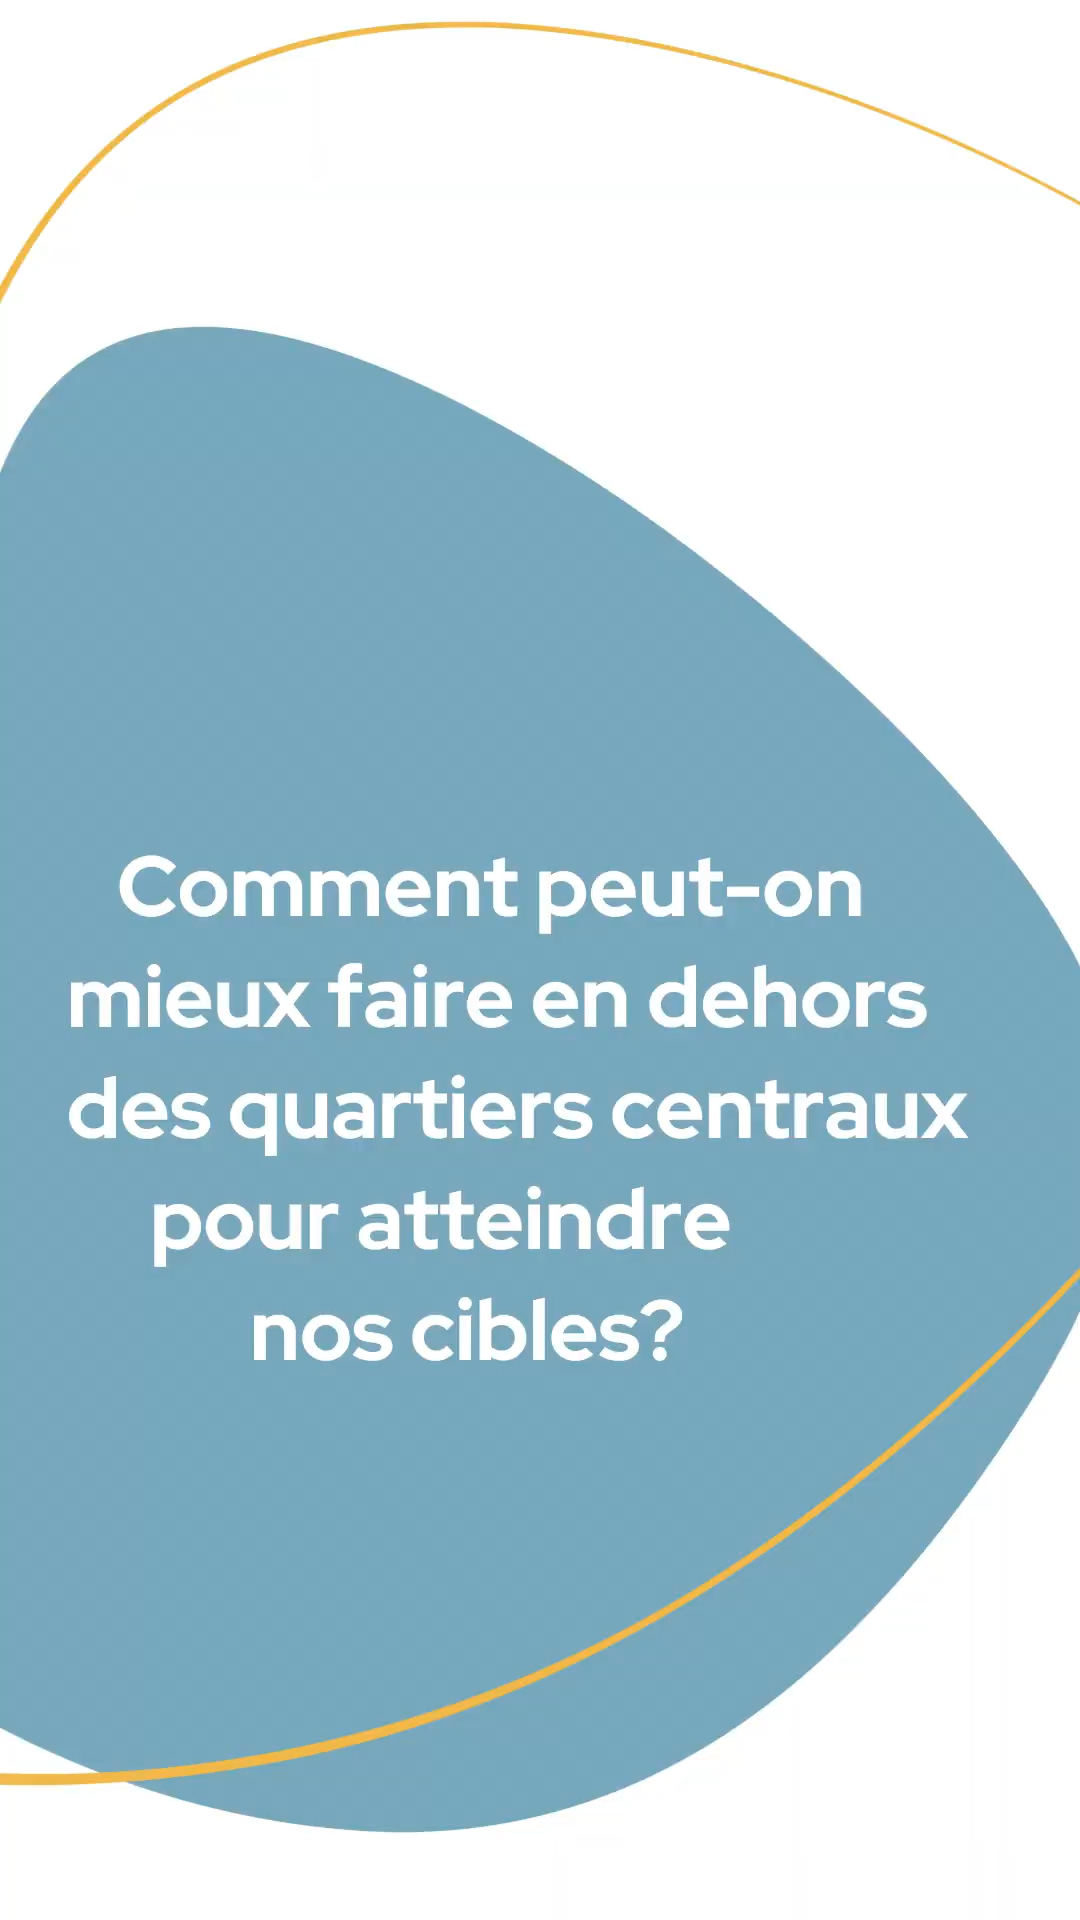 Comment peut-on
mieux faire en dehors
des quartiers centraux
pour atteindre
nos cibles?